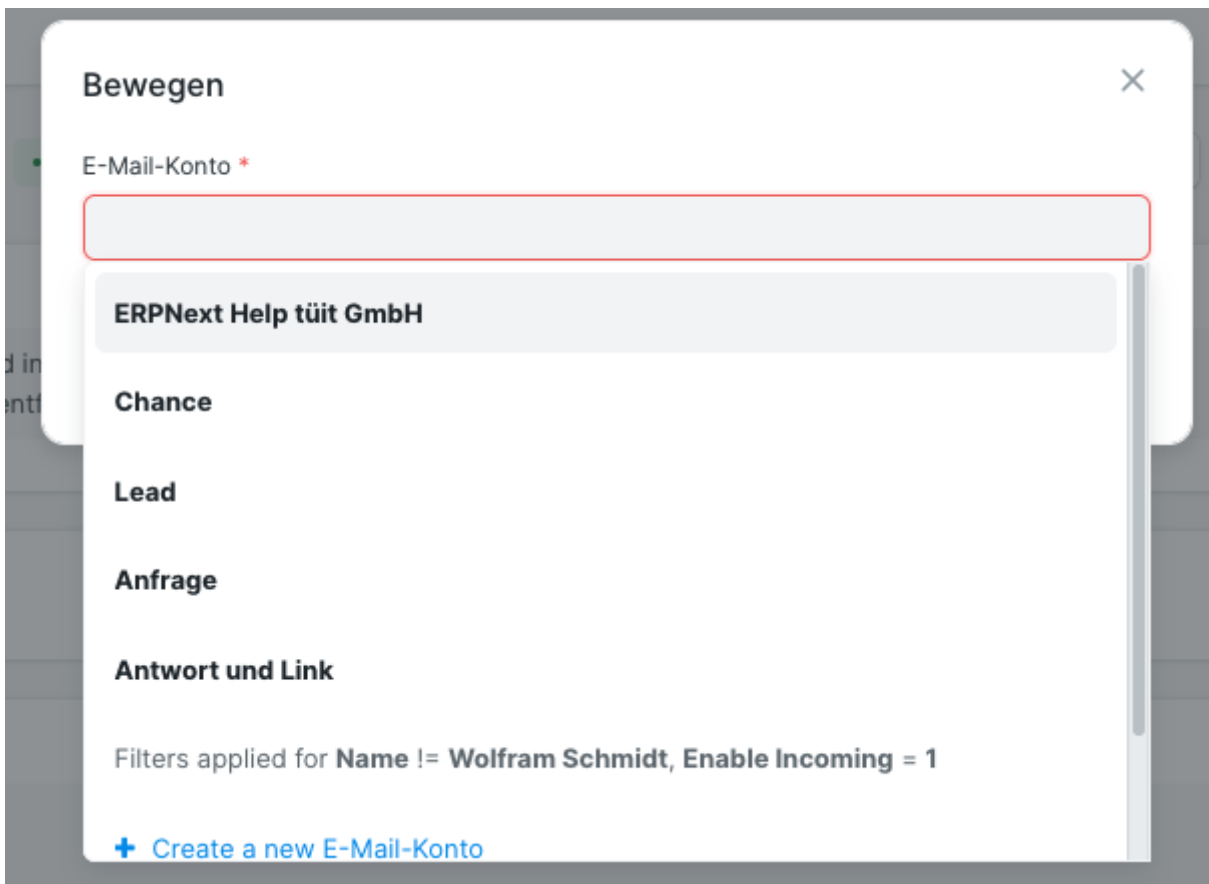 Bewegen
E-Mail-Konto *
ERPNext Help tüit GmbH
Chance
Lead
Anfrage
Antwort und Link
Filters applied for Name != Wolfram Schmidt, Enable Incoming = 1
+ Create a new E-Mail-Konto